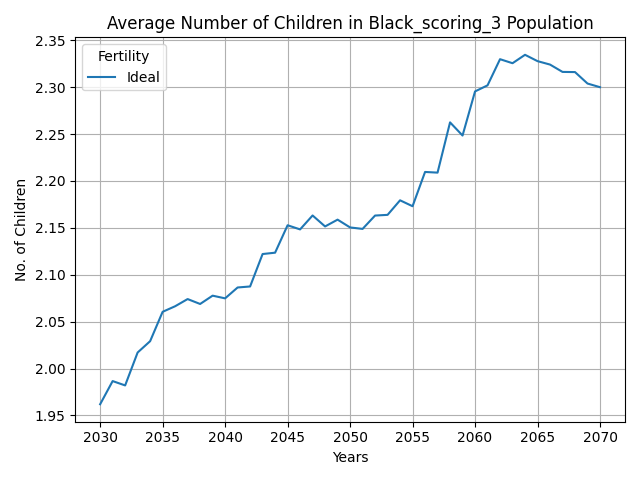 Average Number of Children in Black_scoring_3 Population
Fertility
Ideal
No. of Children
2.35
2.30
2.25
2.20
2.15
2.10
2.05
2.00
1.95
2030 2035 2040 2045 2050 2055 2060 2065 2070
Years